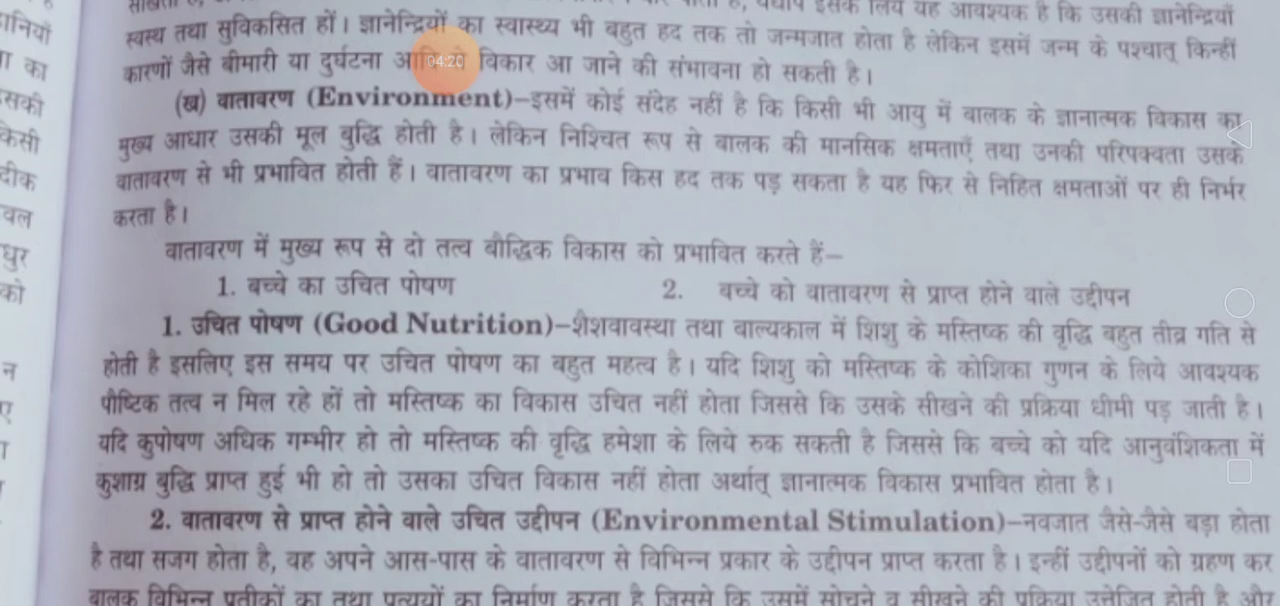 स्वस्थ तथा सुविकसित हों। ज्ञानेन्द्रियों का स्वास्थ्य भी बहुत हद तक तो जन्मजात होता है लेकिन इसमें जन्म के पश्चात् किन्हीं
कारणों जैसे बीमारी या दुर्घटना विकार आ जाने की संभावना हो सकती है।
04:20
(ख) वातावरण (Environment)–इसमें कोई संदेह नहीं है कि किसी भी आयु में बालक के ज्ञानात्मक विकास का
मुख्य आधार उसकी मूल बुद्धि होती है। लेकिन निश्चित रूप से बालक की मानसिक क्षमताएँ तथा उनकी परिपक्वता उसके
वातावरण से भी प्रभावित होती हैं। वातावरण का प्रभाव किस हद तक पड़ सकता है यह फिर से निहित क्षमताओं पर ही निर्भर
करता है।
वातावरण में मुख्य रूप से दो तत्व बौद्धिक विकास को प्रभावित करते हैं–
1. बच्चे का उचित पोषण 2. बच्चे को वातावरण से प्राप्त होने वाले उद्दीपन
1. उचित पोषण (Good Nutrition)–शैशवावस्था तथा बाल्यकाल में शिशु के मस्तिष्क की वृद्धि बहुत तीव्र गति से
होती है इसलिए इस समय पर उचित पोषण का बहुत महत्व है। यदि शिशु को मस्तिष्क के कोशिका गुणन के लिये आवश्यक
पौष्टिक तत्व न मिल रहे हों तो मस्तिष्क का विकास उचित नहीं होता जिससे कि उसके सीखने की प्रक्रिया धीमी पड़ जाती है।
यदि कुपोषण अधिक गम्भीर हो तो मस्तिष्क की वृद्धि हमेशा के लिये रुक सकती है जिससे कि बच्चे को यदि आनुवंशिकता में
कुशाग्र बुद्धि प्राप्त हुई भी हो तो उसका उचित विकास नहीं होता अर्थात् ज्ञानात्मक विकास प्रभावित होता है।
2. वातावरण से प्राप्त होने वाले उचित उद्दीपन (Environmental Stimulation)–नवजात जैसे-जैसे बड़ा होता
है तथा सजग होता है, वह अपने आस-पास के वातावरण से विभिन्न प्रकार के उद्दीपन प्राप्त करता है। इन्हीं उद्दीपनों को ग्रहण कर
बालक विभिन्न प्रतीकों का तथा प्रत्ययों का निर्माण करता है जिससे कि उसमें सोचने व सीखने की प्रक्रिया उत्तेजित होती है और